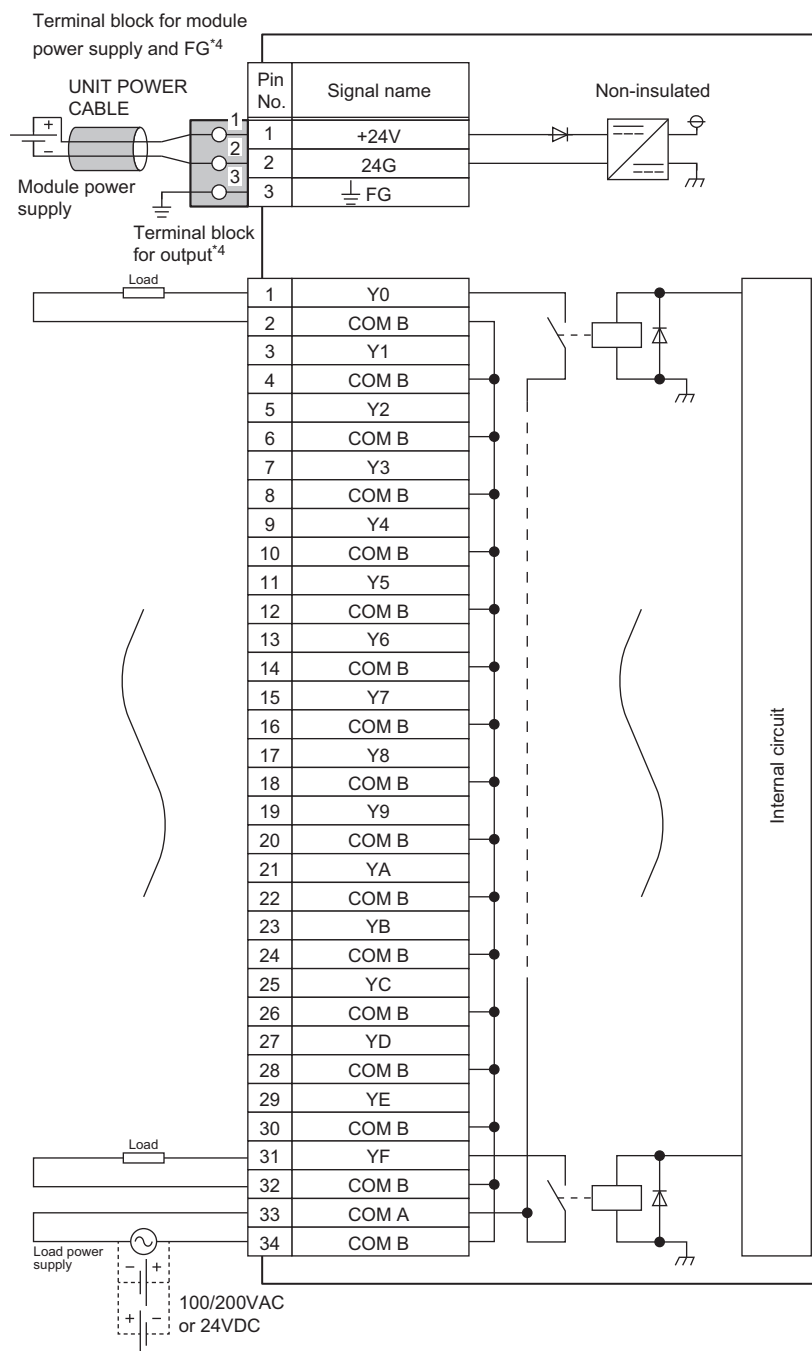 Terminal block for module
power supply and FG*4
UNIT POWER
CABLE
+
−
Module power
supply
1
2
3
Terminal block
for output*4
Pin
No.
Signal name
1 +24V
2 24G
3 FG
Non-insulated
Load
1 Y0
2 COM B
3 Y1
4 COM B
5 Y2
6 COM B
7 Y3
8 COM B
9 Y4
10 COM B
11 Y5
12 COM B
13 Y6
14 COM B
15 Y7
16 COM B
17 Y8
18 COM B
19 Y9
20 COM B
21 YA
22 COM B
23 YB
24 COM B
25 YC
26 COM B
27 YD
28 COM B
29 YE
30 COM B
Load
31 YF
32 COM B
33 COM A
34 COM B
Internal circuit
Load power
supply
− +
+ −
100/200VAC
or 24VDC